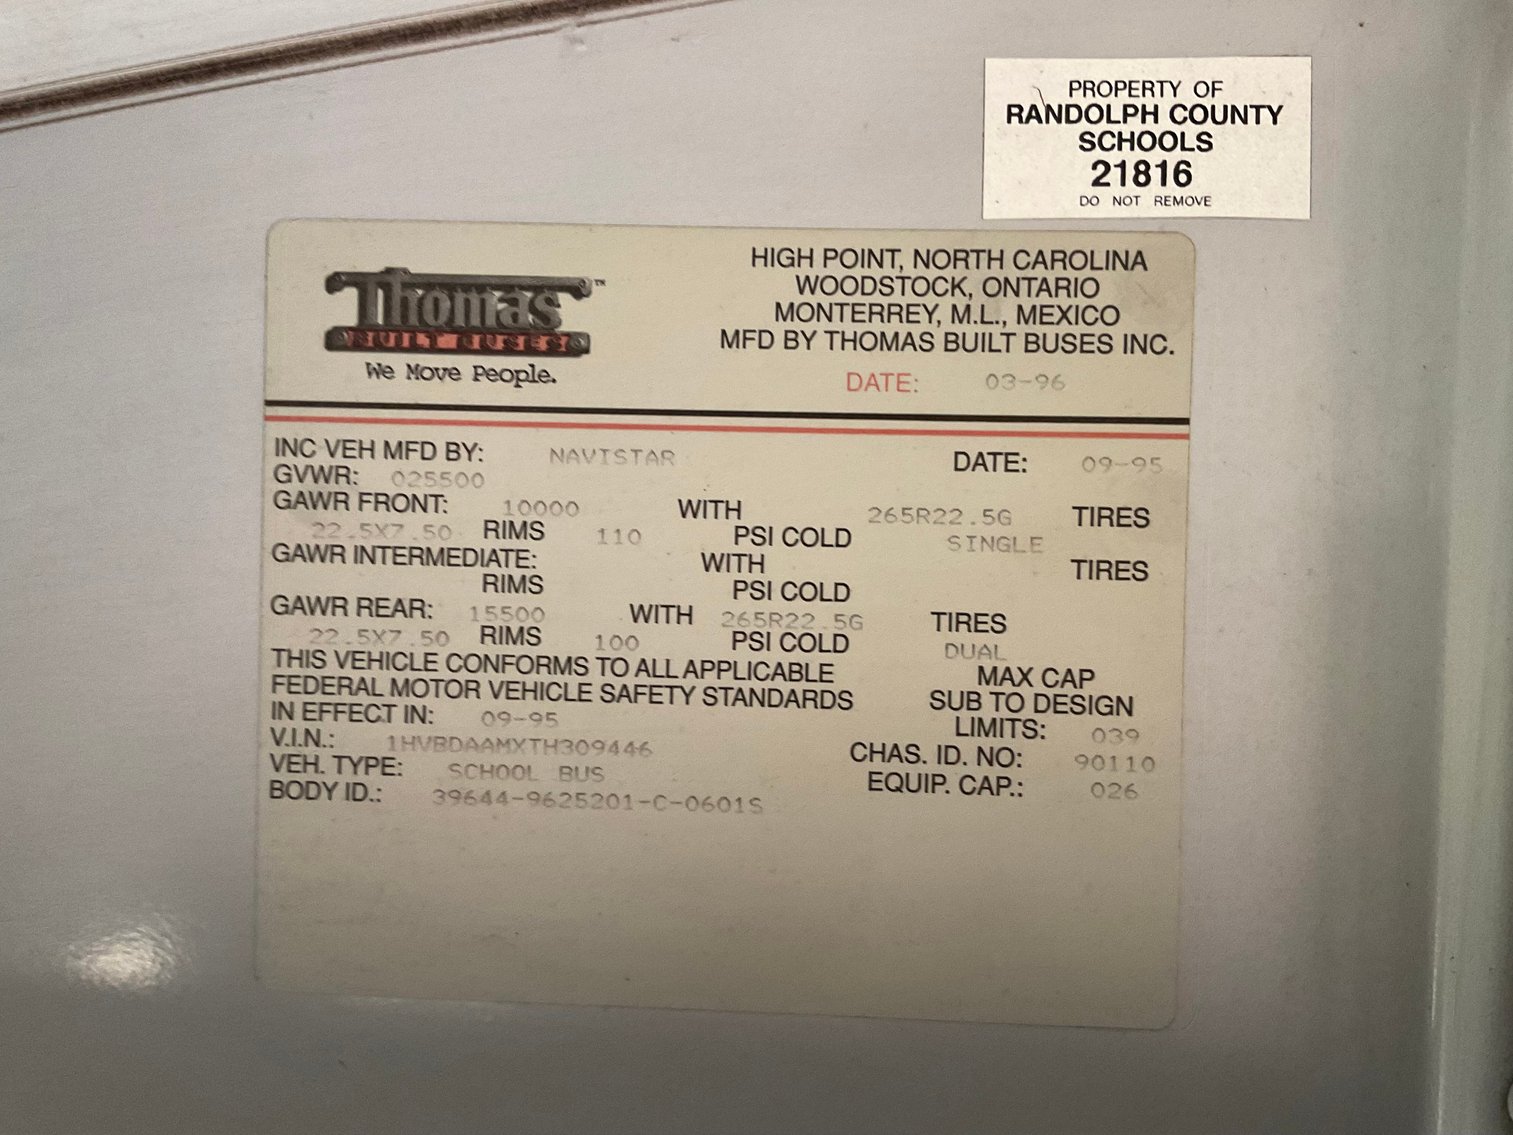 PROPERTY OF
RANDOLPH COUNTY
SCHOOLS
21816
DO NOT REMOVE
Thomas™
BUILT BUSES
We Move People.
HIGH POINT, NORTH CAROLINA
WOODSTOCK, ONTARIO
MONTERREY, M.L., MEXICO
MFD BY THOMAS BUILT BUSES INC.
DATE: 03-96
INC VEH MFD BY: NAVISTAR DATE: 09-95
GVWR: 025500
GAWR FRONT: 10000 WITH 265R22.5G TIRES
22.5X7.50 RIMS 110 PSI COLD SINGLE
GAWR INTERMEDIATE: WITH TIRES
RIMS PSI COLD
GAWR REAR: 15500 WITH 265R22.5G TIRES
22.5X7.50 RIMS 100 PSI COLD DUAL
THIS VEHICLE CONFORMS TO ALL APPLICABLE MAX CAP
FEDERAL MOTOR VEHICLE SAFETY STANDARDS SUB TO DESIGN
IN EFFECT IN: 09-95 LIMITS: 039
V.I.N.: 1HVBDAAMXTH309446 CHAS. ID. NO: 90110
VEH. TYPE: SCHOOL BUS EQUIP. CAP.: 026
BODY ID.: 39644-9625201-C-0601S